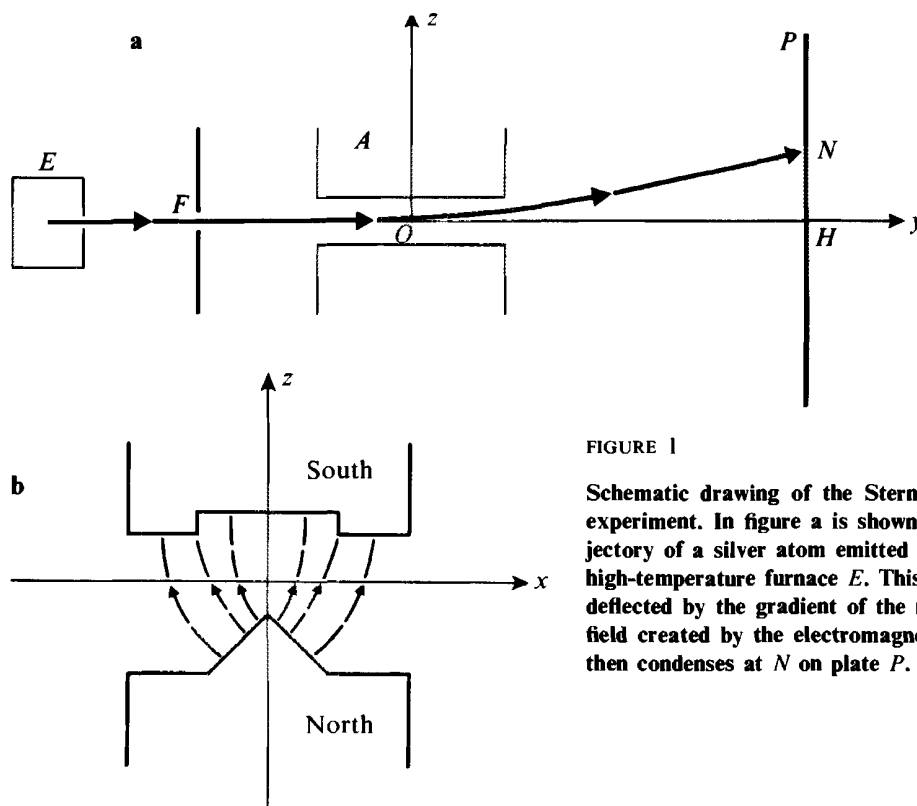 a
z
P
A
E
N
F
O
H
y
z
b
South
x
North
FIGURE 1
Schematic drawing of the Stern
experiment. In figure a is shown
jectory of a silver atom emitted
high-temperature furnace E. This
deflected by the gradient of the
field created by the electromagne
then condenses at N on plate P.